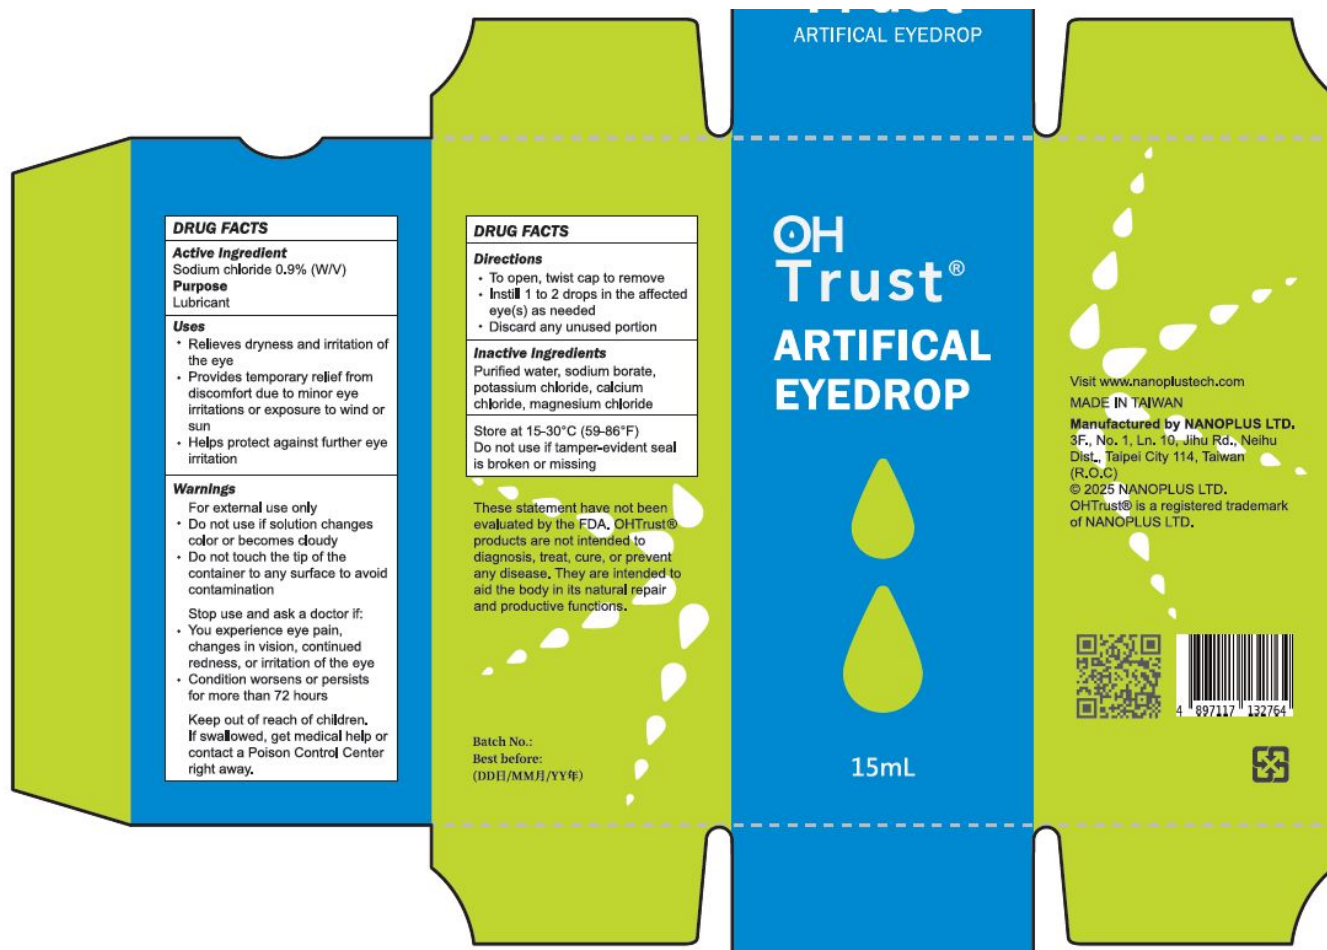 Trust
ARTIFICAL EYEDROP
DRUG FACTS
Active Ingredient
Sodium chloride 0.9% (W/V)
Purpose
Lubricant
Uses
• Relieves dryness and irritation of
the eye
• Provides temporary relief from
discomfort due to minor eye
irritations or exposure to wind or
sun
• Helps protect against further eye
irritation
Warnings
For external use only
• Do not use if solution changes
color or becomes cloudy
• Do not touch the tip of the
container to any surface to avoid
contamination
Stop use and ask a doctor if:
• You experience eye pain,
changes in vision, continued
redness, or irritation of the eye
• Condition worsens or persists
for more than 72 hours
Keep out of reach of children.
If swallowed, get medical help or
contact a Poison Control Center
right away.
DRUG FACTS
Directions
• To open, twist cap to remove
• Instill 1 to 2 drops in the affected
eye(s) as needed
• Discard any unused portion
Inactive Ingredients
Purified water, sodium borate,
potassium chloride, calcium
chloride, magnesium chloride
Store at 15-30°C (59-86°F)
Do not use if tamper-evident seal
is broken or missing
These statement have not been
evaluated by the FDA. OHTrust®
products are not intended to
diagnosis, treat, cure, or prevent
any disease. They are intended to
aid the body in its natural repair
and productive functions.
Batch No.:
Best before:
(DD日/MM月/YY年)
OH
Trust®
ARTIFICAL
EYEDROP
15mL
Visit www.nanoplustech.com
MADE IN TAIWAN
Manufactured by NANOPLUS LTD.
3F., No. 1, Ln. 10, Jihu Rd., Neihu
Dist., Taipei City 114, Taiwan
(R.O.C)
© 2025 NANOPLUS LTD.
OHTrust® is a registered trademark
of NANOPLUS LTD.
4 897117 132764